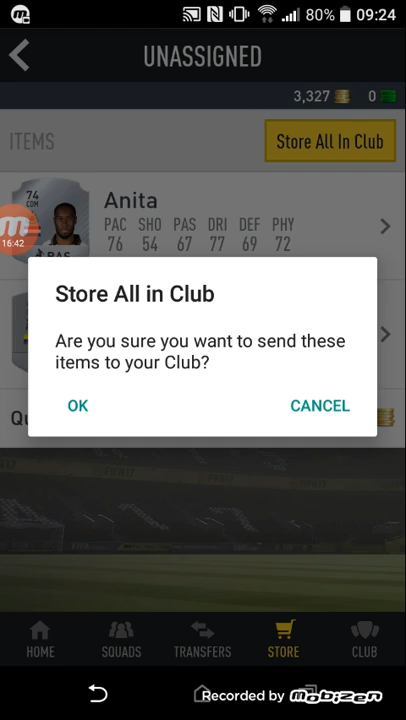 80% 09:24
UNASSIGNED
3,327 0
ITEMS
Store All In Club
74
CDM
Anita
PAC SHO PAS DRI DEF PHY
76 54 67 77 69 72
16:42
Store All in Club
Are you sure you want to send these
items to your Club?
OK CANCEL
HOME SQUADS TRANSFERS STORE CLUB
Recorded by mobizen